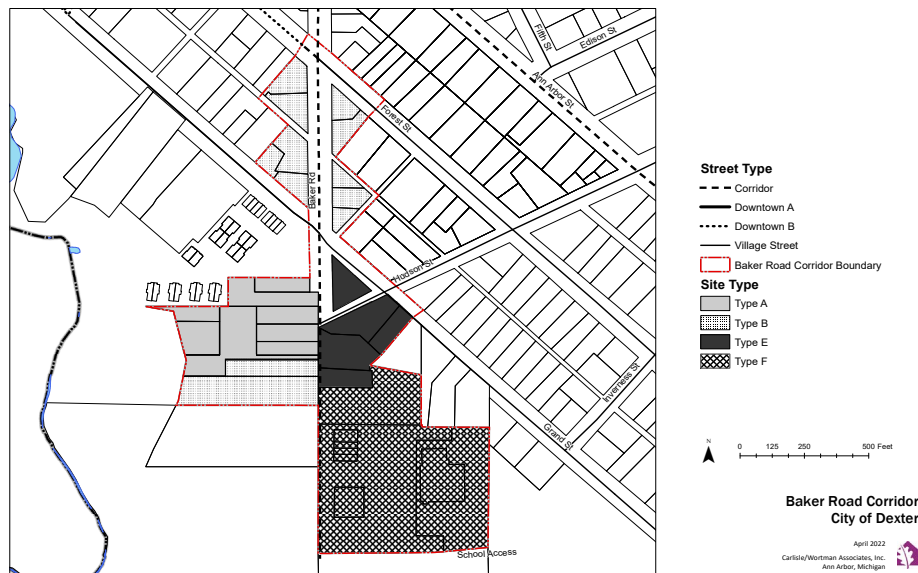 Fifth St
Edison St
Ann Arbor St
Forest St
Baker Rd
Hudson St
Inverness St
Grand St
School Access
Street Type
Corridor
Downtown A
Downtown B
Village Street
Baker Road Corridor Boundary
Site Type
Type A
Type B
Type E
Type F
N
0 125 250 500 Feet
Baker Road Corridor
City of Dexter
April 2022
Carlisle/Wortman Associates, Inc.
Ann Arbor, Michigan